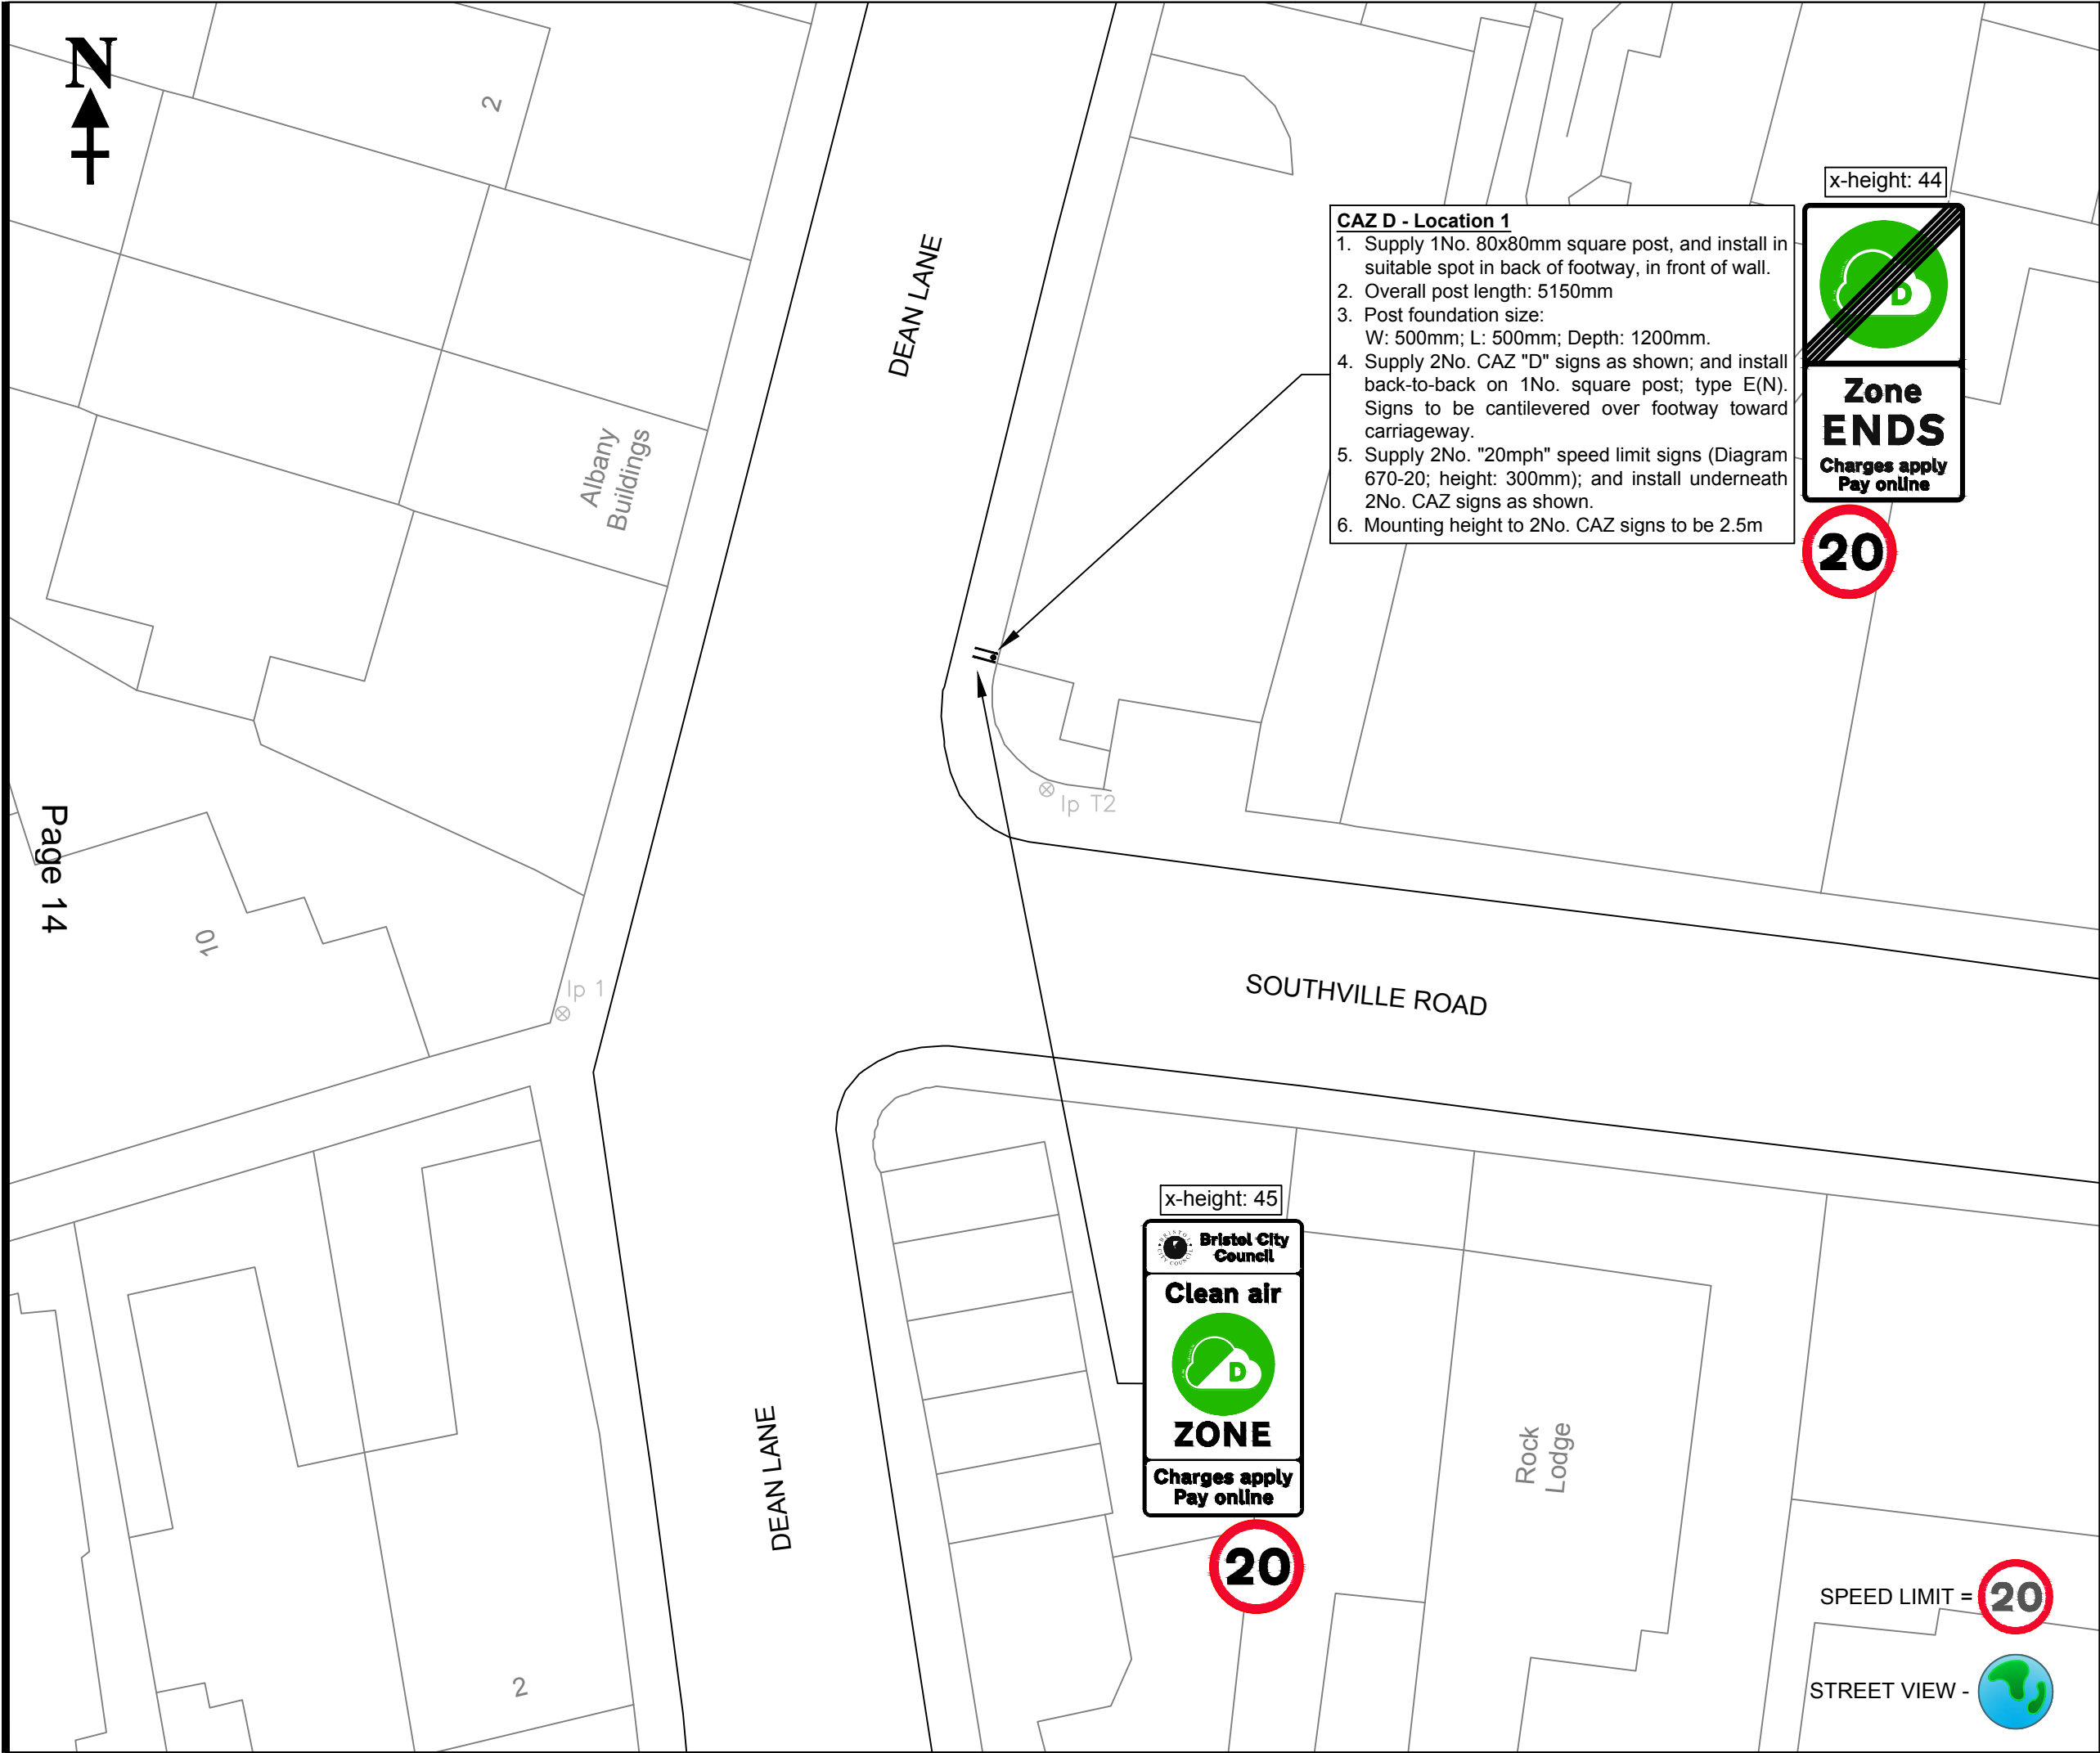 N
2
DEAN LANE
Albany
Buildings
x-height: 44
CAZ D - Location 1
1. Supply 1No. 80x80mm square post, and install in
suitable spot in back of footway, in front of wall.
2. Overall post length: 5150mm
3. Post foundation size:
W: 500mm; L: 500mm; Depth: 1200mm.
4. Supply 2No. CAZ "D" signs as shown; and install
back-to-back on 1No. square post; type E(N).
Signs to be cantilevered over footway toward
carriageway.
5. Supply 2No. "20mph" speed limit signs (Diagram
670-20; height: 300mm); and install underneath
2No. CAZ signs as shown.
6. Mounting height to 2No. CAZ signs to be 2.5m
D
Zone
ENDS
Charges apply
Pay online
20
lp T2
Page 14
10
lp 1
SOUTHVILLE ROAD
x-height: 45
BRISTOL
CITY COUNCIL
Bristol City
Council
Clean air
D
ZONE
Charges apply
Pay online
20
DEAN LANE
Rock
Lodge
2
SPEED LIMIT = 20
STREET VIEW -